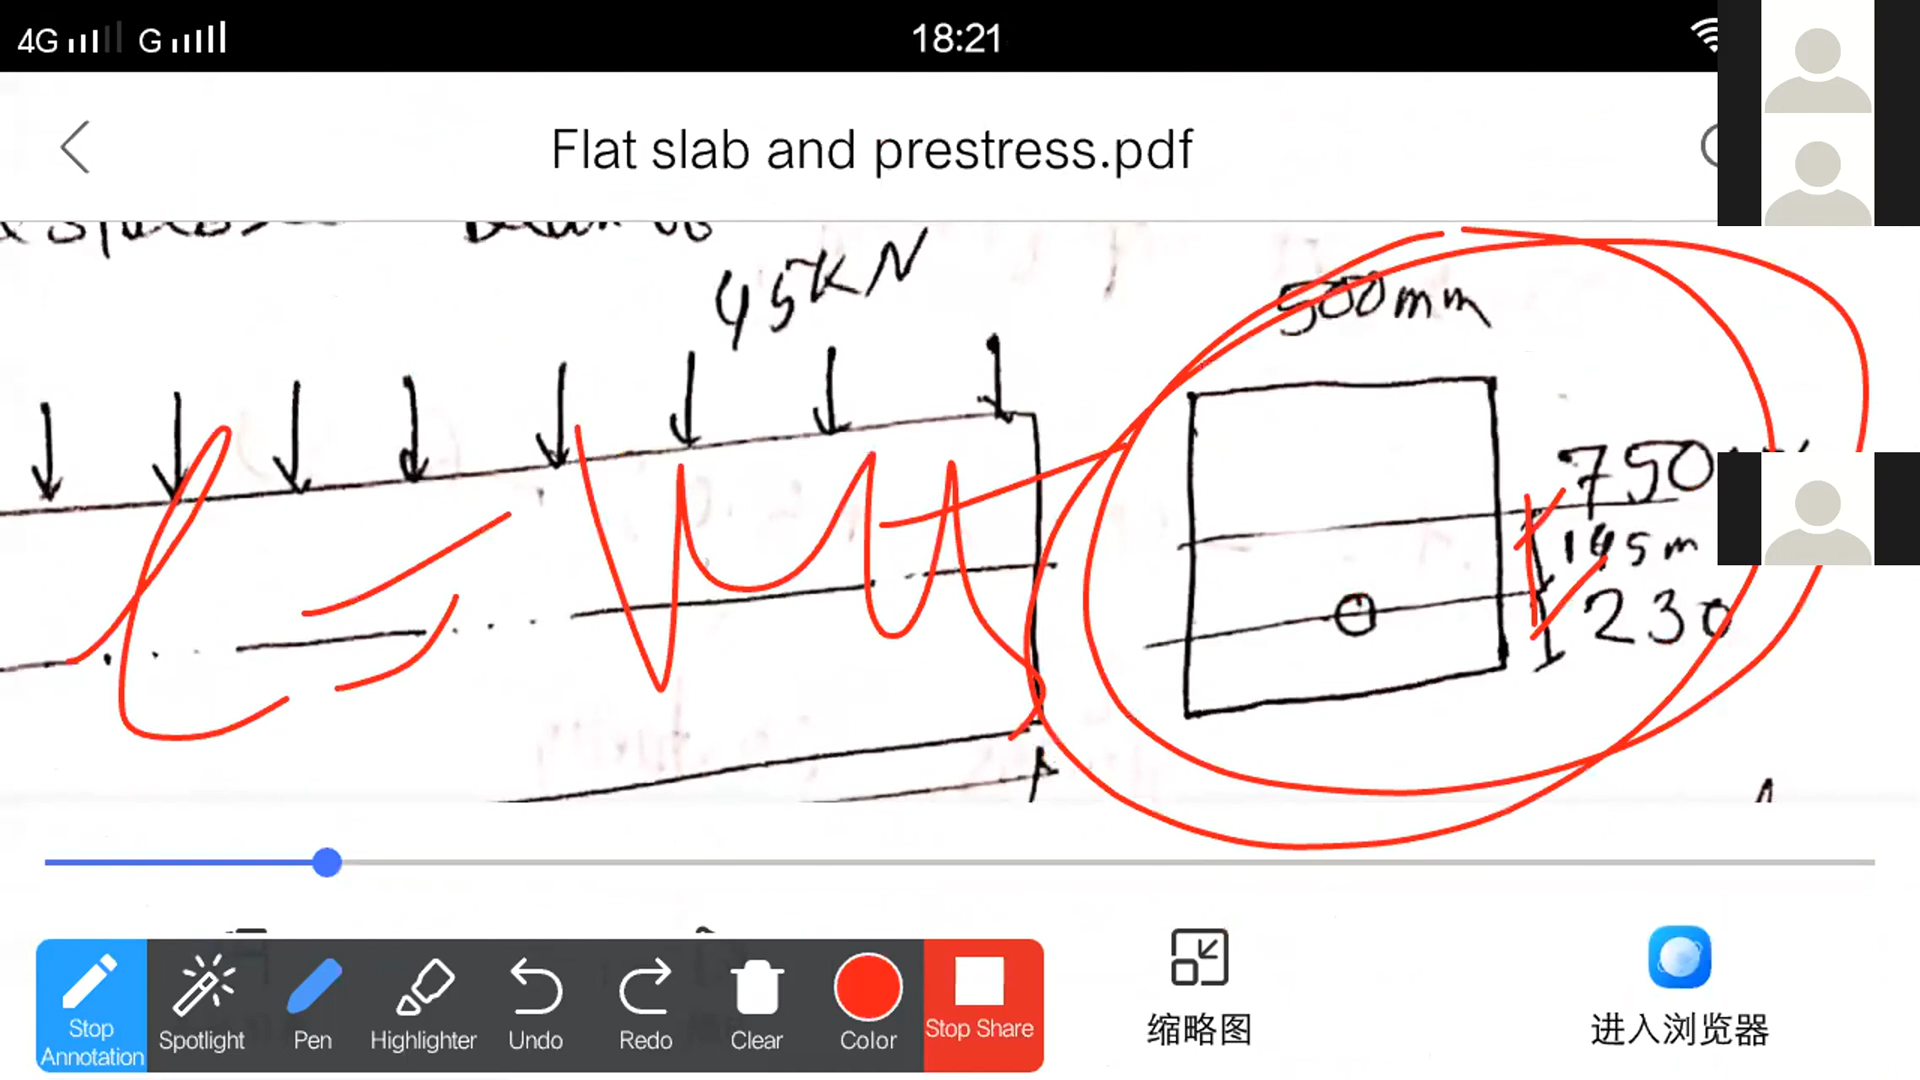 4G G 18:21
Flat slab and prestress.pdf
45KN
500mm
750
145m
230
Stop Annotation
Spotlight
Pen
Highlighter
Undo
Redo
Clear
Color
Stop Share
缩略图
进入浏览器